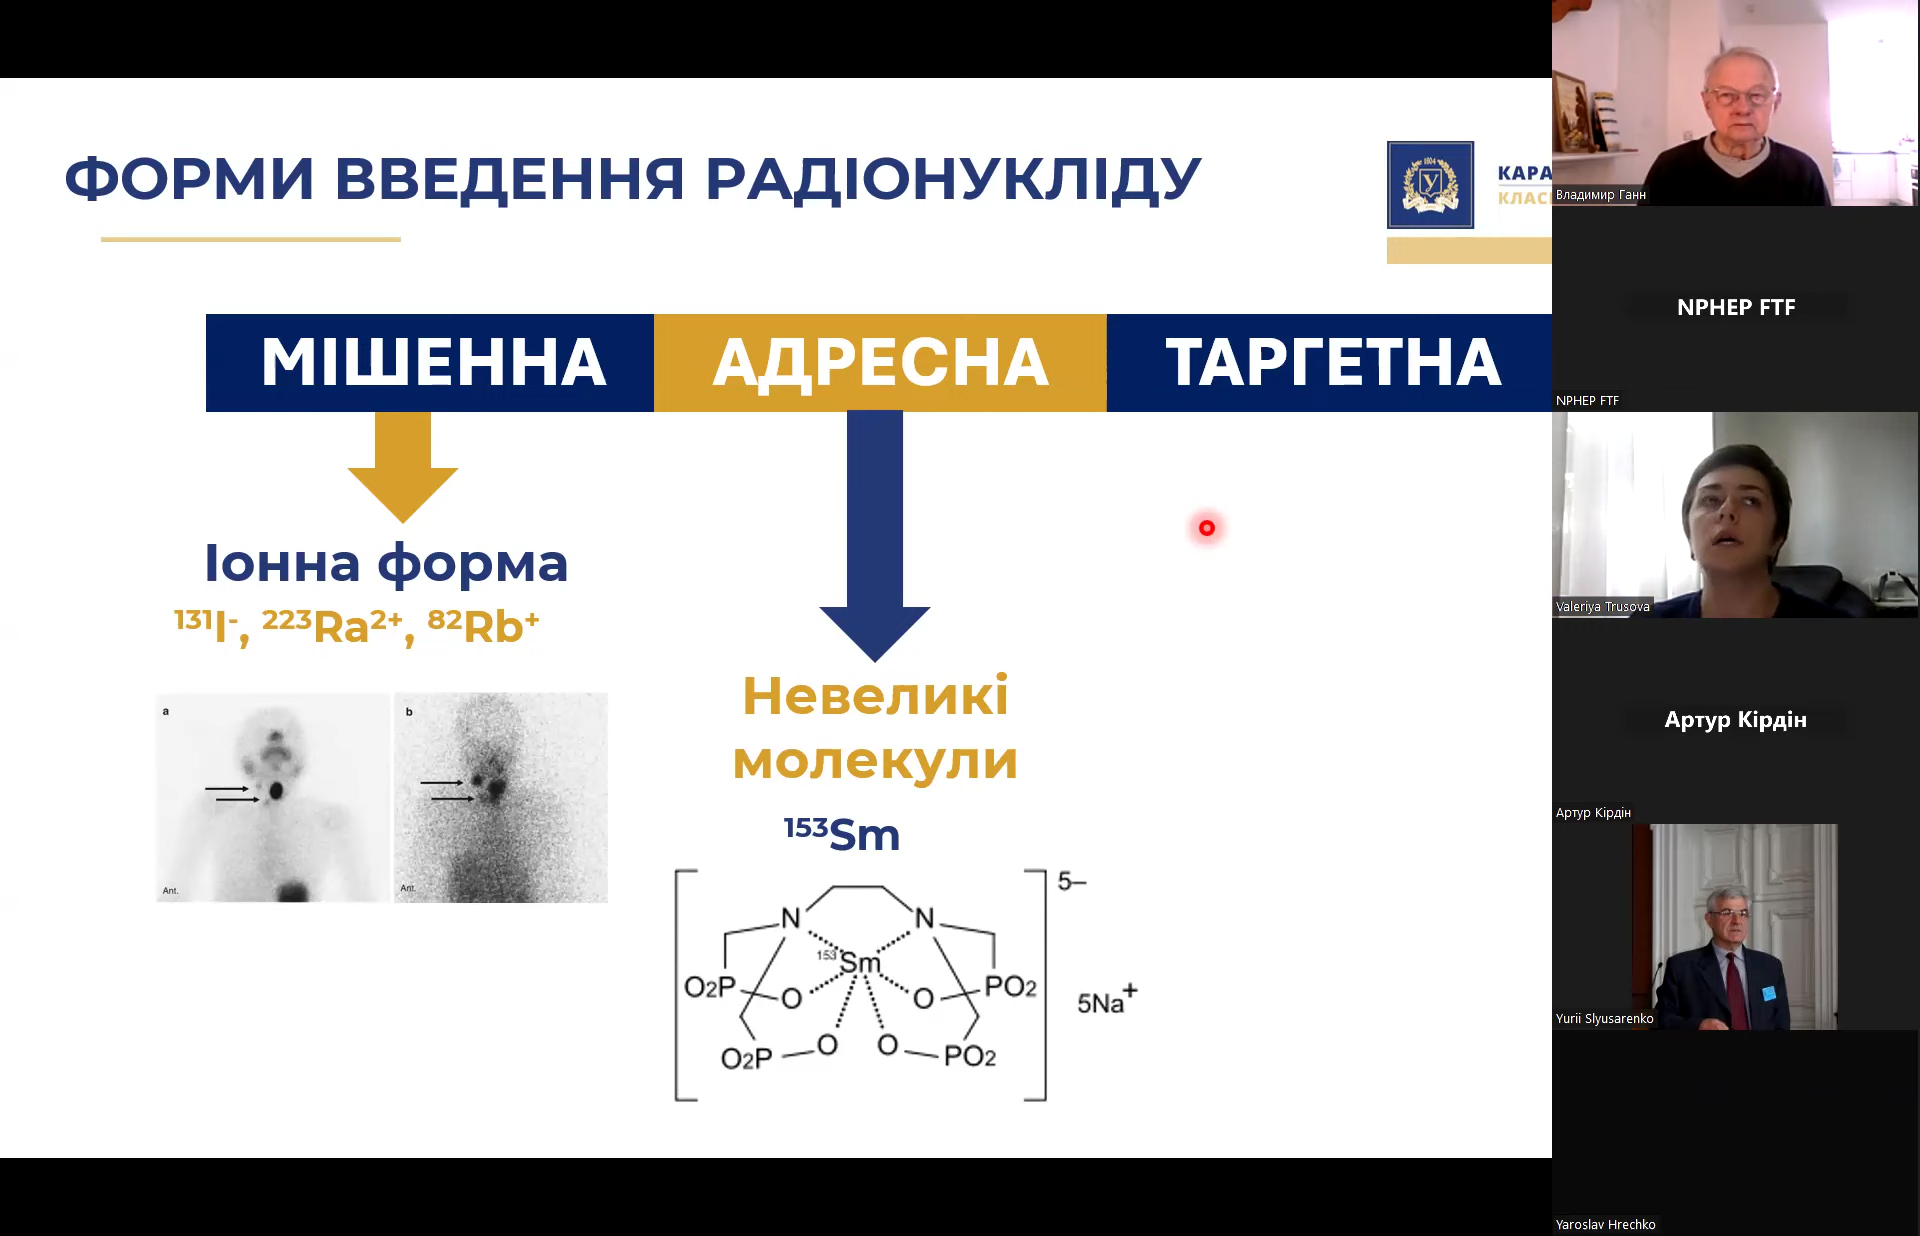 ФОРМИ ВВЕДЕННЯ РАДІОНУКЛІДУ
1804
У
КАРА
КЛАС
МІШЕННА
АДРЕСНА
ТАРГЕТНА
Іонна форма
¹³¹I⁻, ²²³Ra²⁺, ⁸²Rb⁺
a
b
Ant.
Ant.
Невеликі
молекули
¹⁵³Sm
5–
N
N
¹⁵³Sm
O2P
O
O
PO2
5Na⁺
O2P
O
O
PO2
Владимир Ганн
NPHEP FTF
NPHEP FTF
Valeriya Trusova
Артур Кірдін
Артур Кірдін
Yurii Slyusarenko
Yaroslav Hrechko